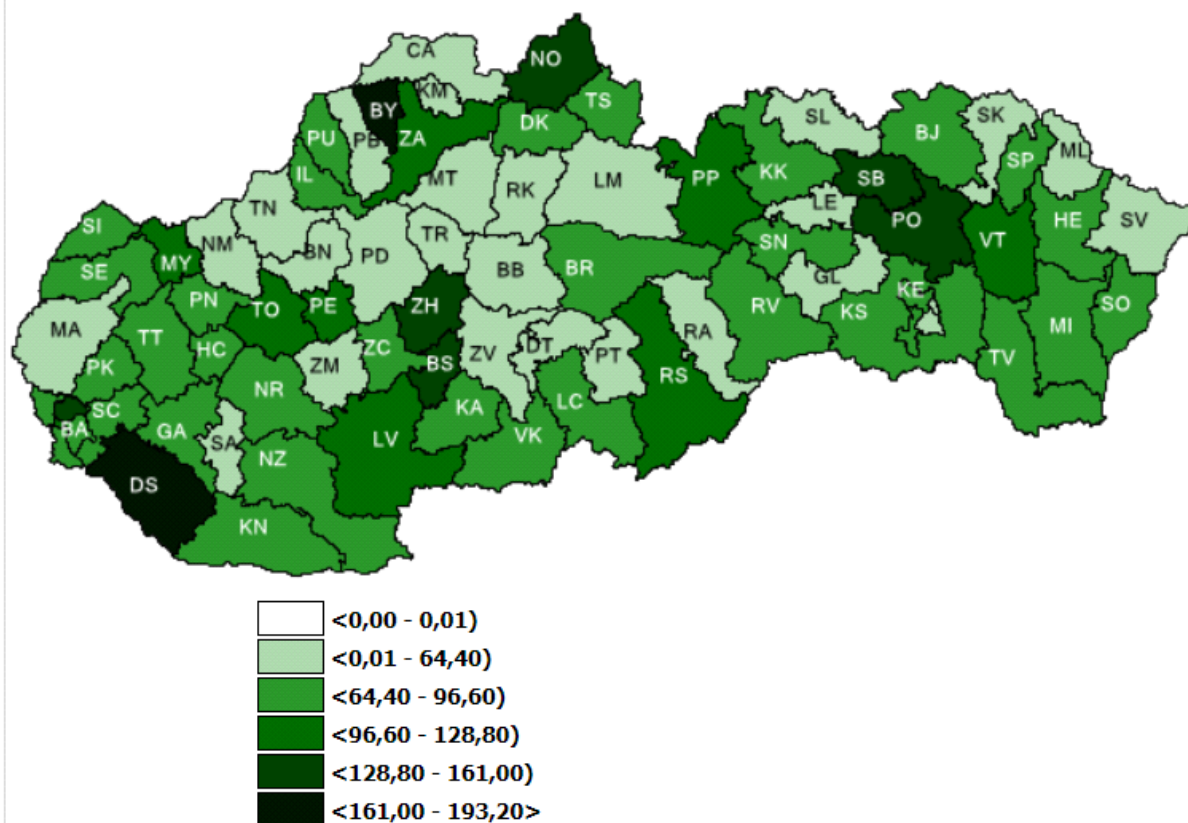 CA
NO
KM
TS
BY
PU
PB
ZA
DK
SL
BJ
SK
SP
ML
IL
MT
RK
LM
PP
KK
SB
LE
PO
HE
SV
TN
SI
NM
BN
PD
TR
BB
BR
SN
VT
SE
MY
GL
KE
PN
TO
PE
ZH
RV
KS
SO
MA
TT
HC
ZM
ZC
BS
ZV
DT
PT
RA
MI
PK
NR
RS
TV
SC
BA
GA
SA
NZ
LV
KA
VK
LC
DS
KN
<0,00 - 0,01)
<0,01 - 64,40)
<64,40 - 96,60)
<96,60 - 128,80)
<128,80 - 161,00)
<161,00 - 193,20>